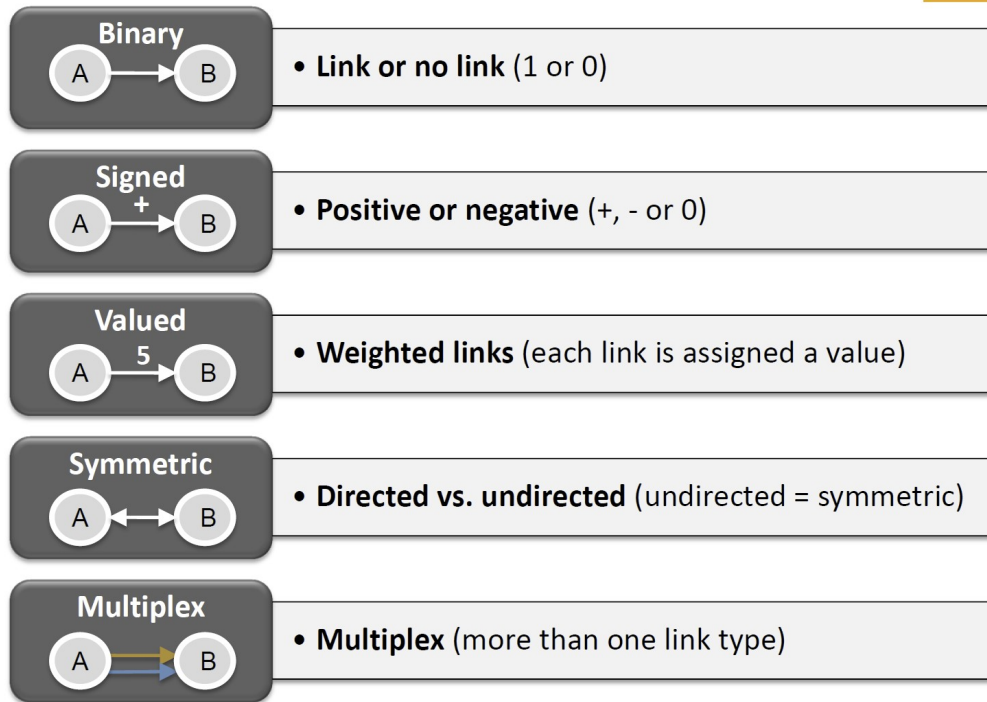 Binary
A B
• Link or no link (1 or 0)
Signed
+
A B
• Positive or negative (+, - or 0)
Valued
5
A B
• Weighted links (each link is assigned a value)
Symmetric
A B
• Directed vs. undirected (undirected = symmetric)
Multiplex
A B
• Multiplex (more than one link type)